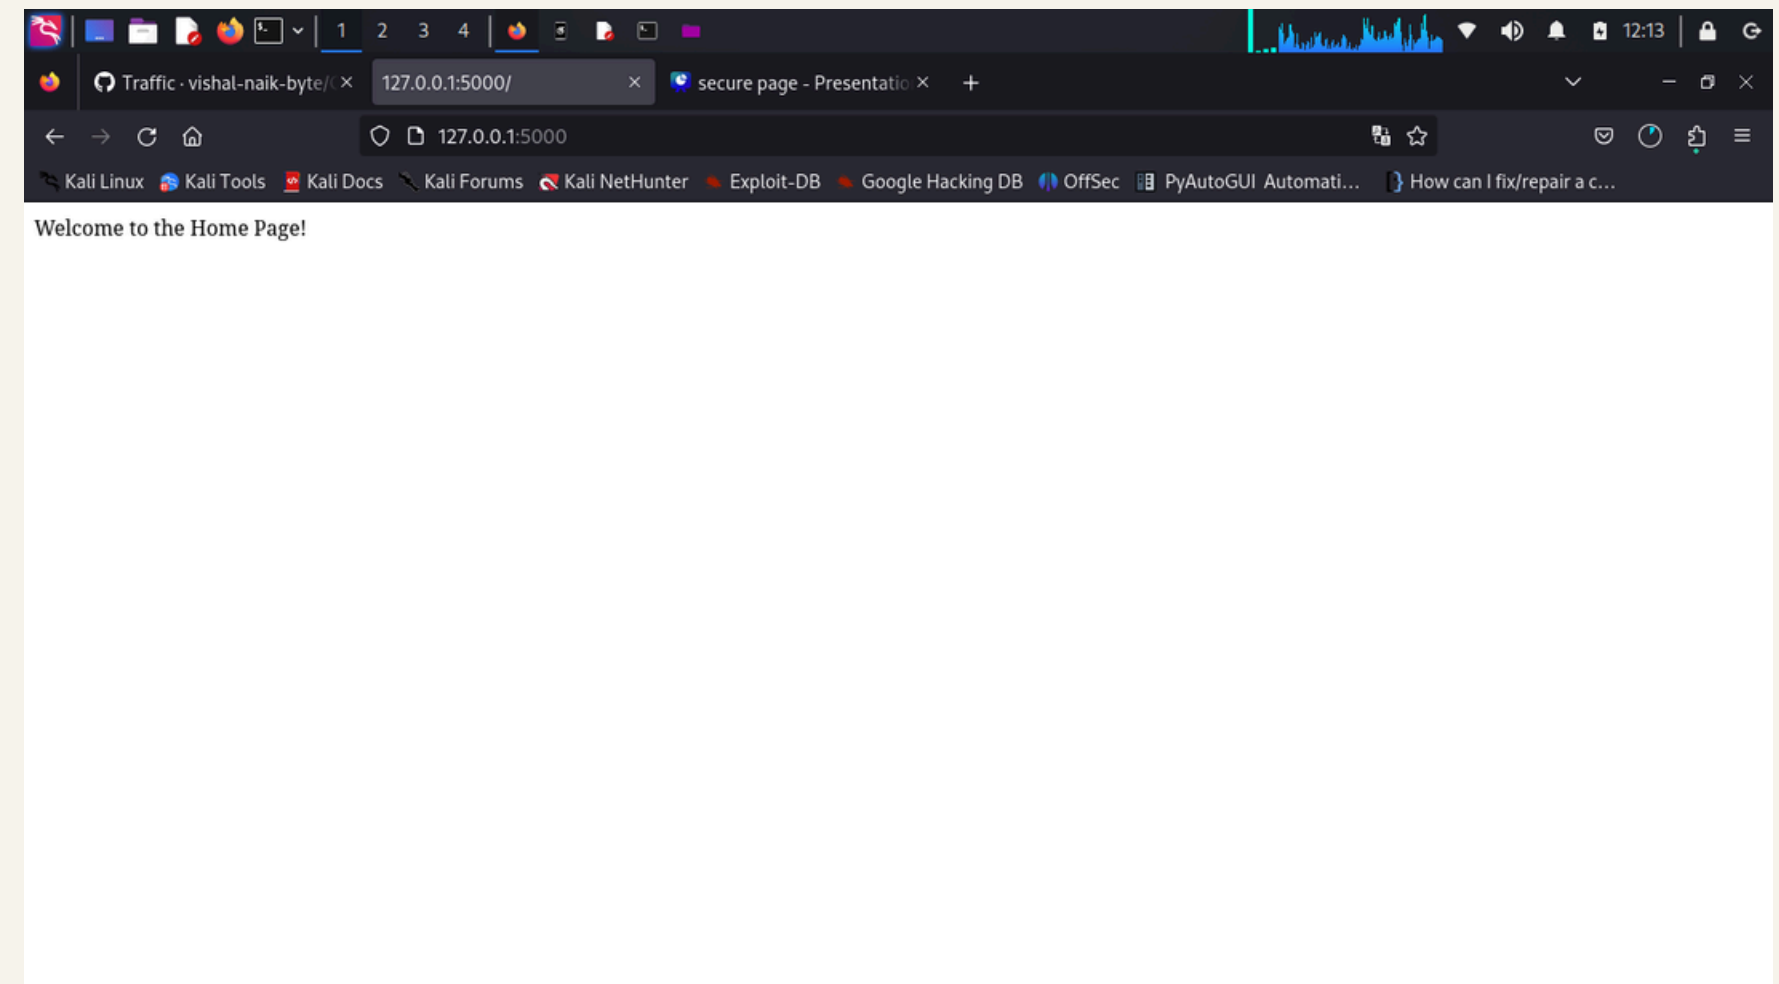 1 2 3 4 12:13
Traffic · vishal-naik-byte/ 127.0.0.1:5000/ secure page - Presentatio
127.0.0.1:5000
Kali Linux Kali Tools Kali Docs Kali Forums Kali NetHunter Exploit-DB Google Hacking DB OffSec PyAutoGUI Automati... How can I fix/repair a c...
Welcome to the Home Page!